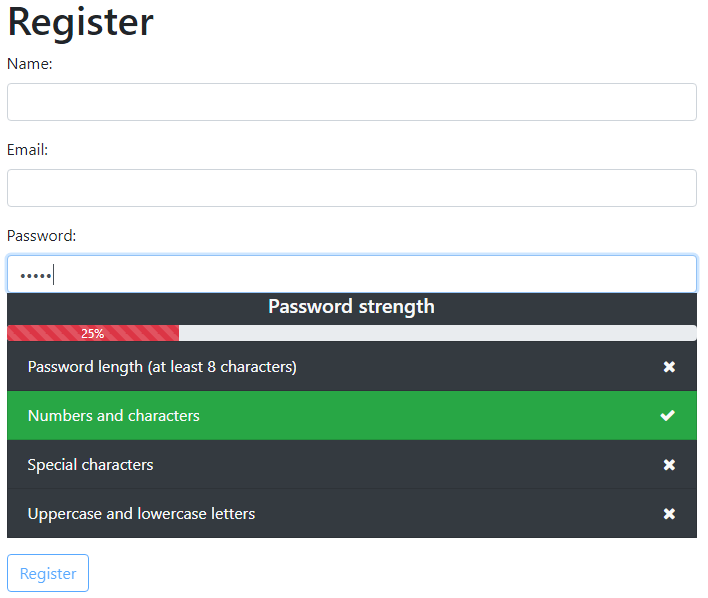 Register
Name:
Email:
Password:
•••••
Password strength
25%
Password length (at least 8 characters)
Numbers and characters
Special characters
Uppercase and lowercase letters
Register